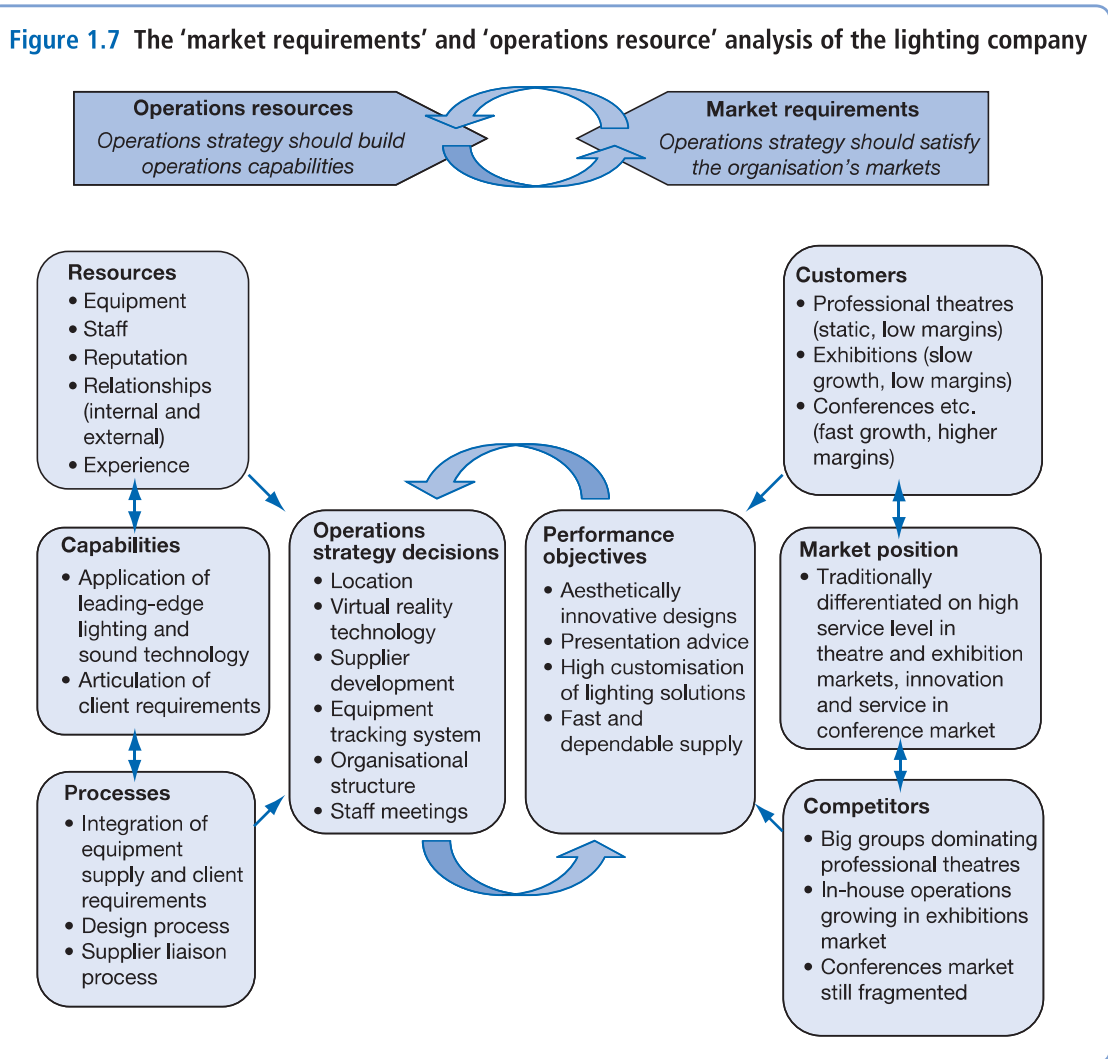 Figure 1.7 The ‘market requirements’ and ‘operations resource’ analysis of the lighting company
Operations resources
Operations strategy should build
operations capabilities
Market requirements
Operations strategy should satisfy
the organisation’s markets
Resources
• Equipment
• Staff
• Reputation
• Relationships
(internal and
external)
• Experience
Capabilities
• Application of
leading-edge
lighting and
sound technology
• Articulation of
client requirements
Processes
• Integration of
equipment
supply and client
requirements
• Design process
• Supplier liaison
process
Operations
strategy decisions
• Location
• Virtual reality
technology
• Supplier
development
• Equipment
tracking system
• Organisational
structure
• Staff meetings
Performance
objectives
• Aesthetically
innovative designs
• Presentation advice
• High customisation
of lighting solutions
• Fast and
dependable supply
Customers
• Professional theatres
(static, low margins)
• Exhibitions (slow
growth, low margins)
• Conferences etc.
(fast growth, higher
margins)
Market position
• Traditionally
differentiated on high
service level in
theatre and exhibition
markets, innovation
and service in
conference market
Competitors
• Big groups dominating
professional theatres
• In-house operations
growing in exhibitions
market
• Conferences market
still fragmented